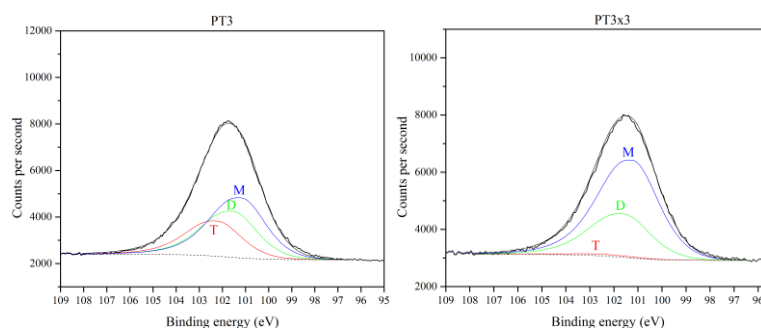 PT3
12000
10000
8000
6000
4000
2000
Counts per second
M
D
T
109 108 107 106 105 104 103 102 101 100 99 98 97 96 95
Binding energy (eV)
PT3x3
10000
8000
6000
4000
2000
Counts per second
M
D
T
109 108 107 106 105 104 103 102 101 100 99 98 97 96
Binding energy (eV)